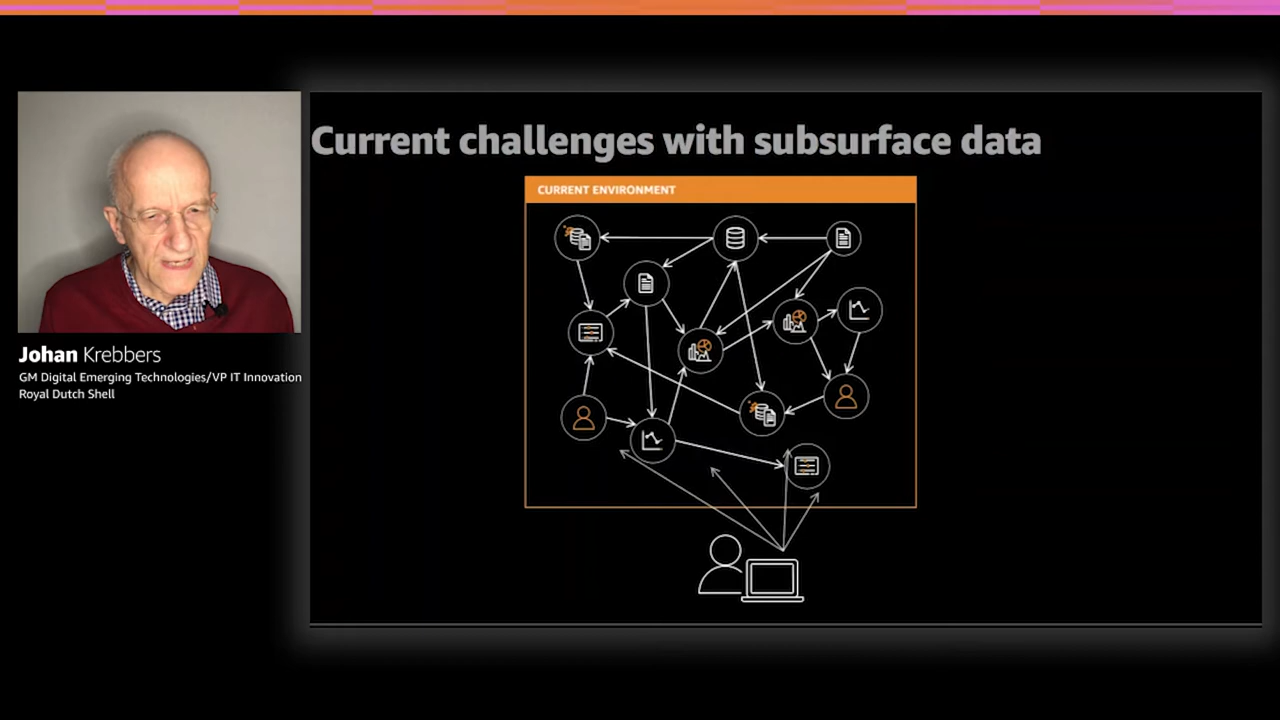 Current challenges with subsurface data
CURRENT ENVIRONMENT
Johan Krebbers
GM Digital Emerging Technologies/VP IT Innovation
Royal Dutch Shell